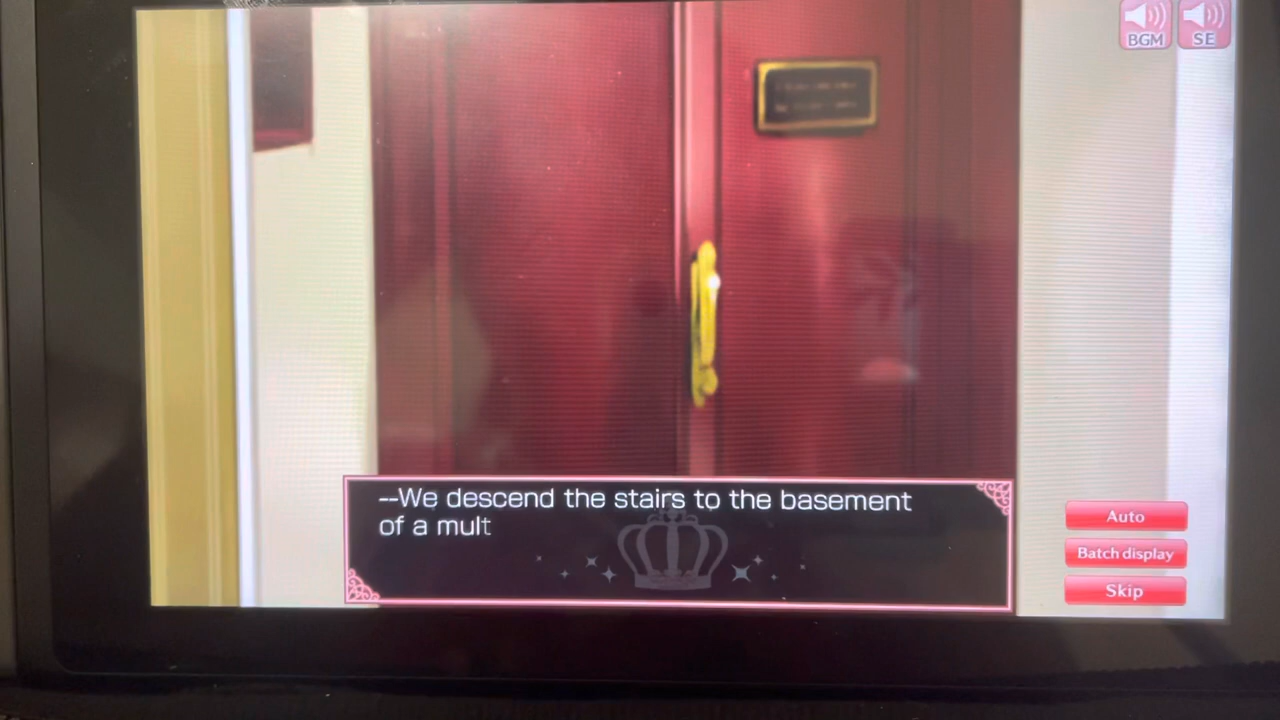 BGM
SE
--We descend the stairs to the basement
of a mult
Auto
Batch display
Skip